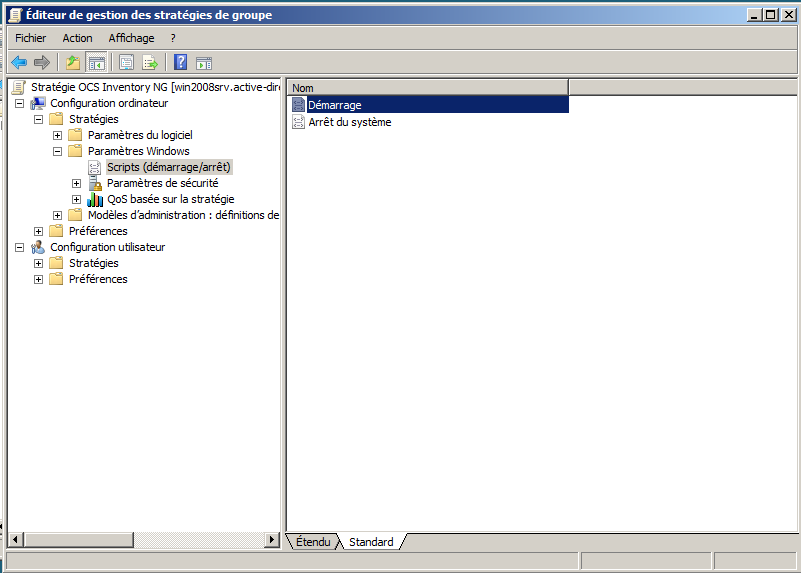 Éditeur de gestion des stratégies de groupe
Fichier Action Affichage ?
Stratégie OCS Inventory NG [win2008srv.active-dire
Configuration ordinateur
Stratégies
Paramètres du logiciel
Paramètres Windows
Scripts (démarrage/arrêt)
Paramètres de sécurité
QoS basée sur la stratégie
Modèles d'administration : définitions de
Préférences
Configuration utilisateur
Stratégies
Préférences
Nom
Démarrage
Arrêt du système
Étendu Standard